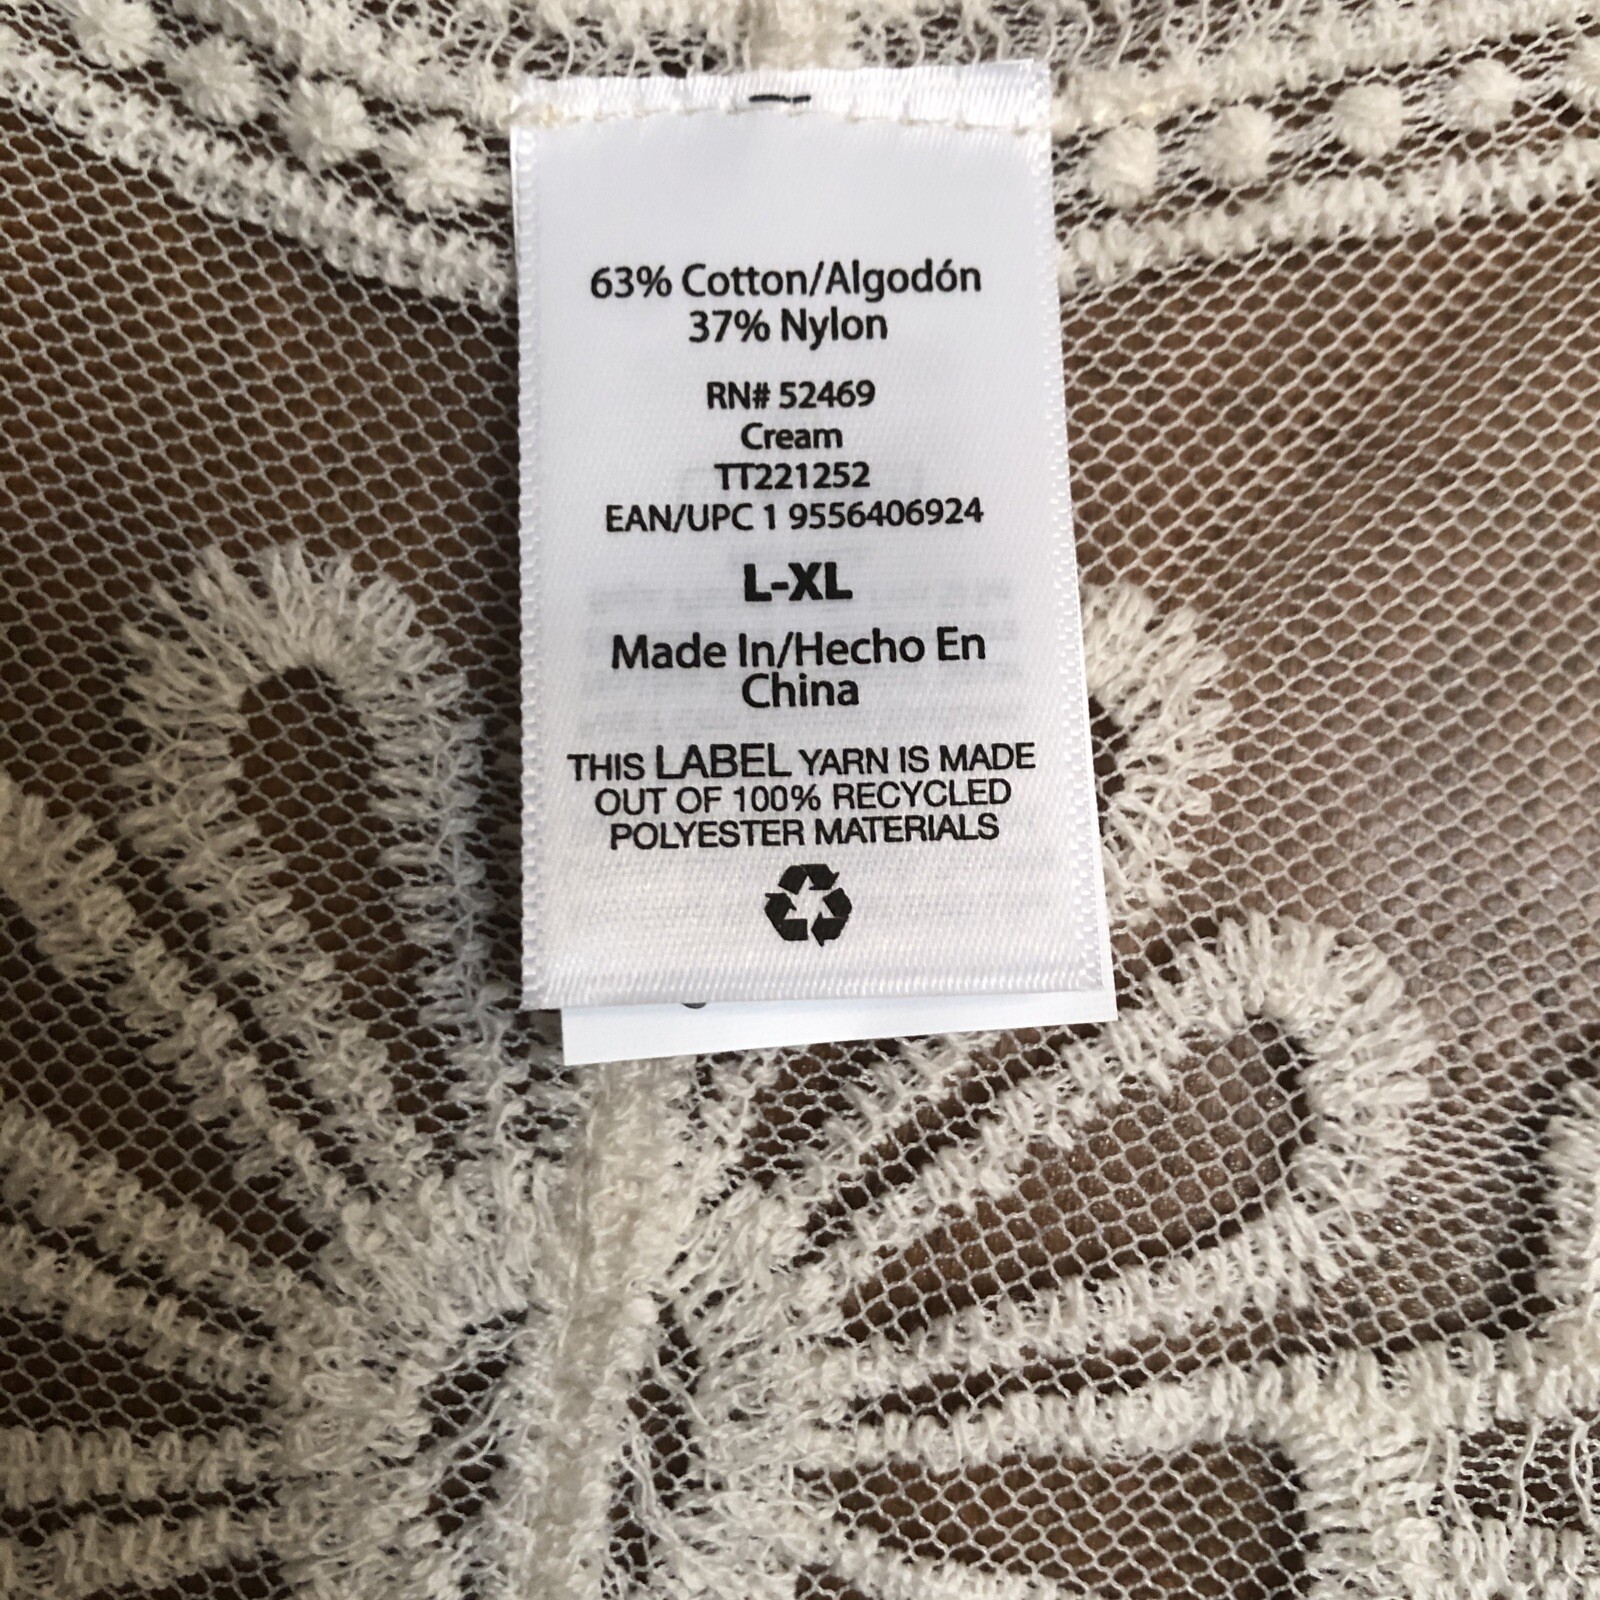 63% Cotton/Algodón
37% Nylon
RN# 52469
Cream
TT221252
EAN/UPC 1 9556406924
L-XL
Made In/Hecho En
China
THIS LABEL YARN IS MADE
OUT OF 100% RECYCLED
POLYESTER MATERIALS